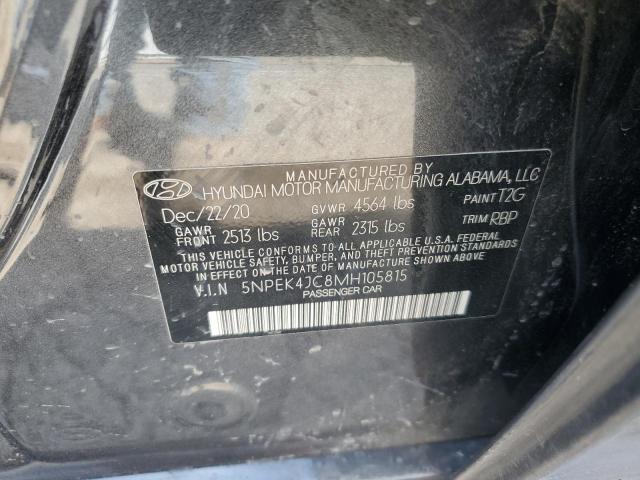 MANUFACTURED BY
HYUNDAI MOTOR MANUFACTURING ALABAMA, LLC
Dec/22/20 GVWR 4564 lbs PAINT T2G
GAWR FRONT 2513 lbs GAWR REAR 2315 lbs TRIM RBP
THIS VEHICLE CONFORMS TO ALL APPLICABLE U.S.A. FEDERAL
MOTOR VEHICLE SAFETY, BUMPER, AND THEFT PREVENTION STANDARDS
IN EFFECT ON THE DATE OF MANUFACTURE SHOWN ABOVE.
V.I.N 5NPEK4JC8MH105815
PASSENGER CAR